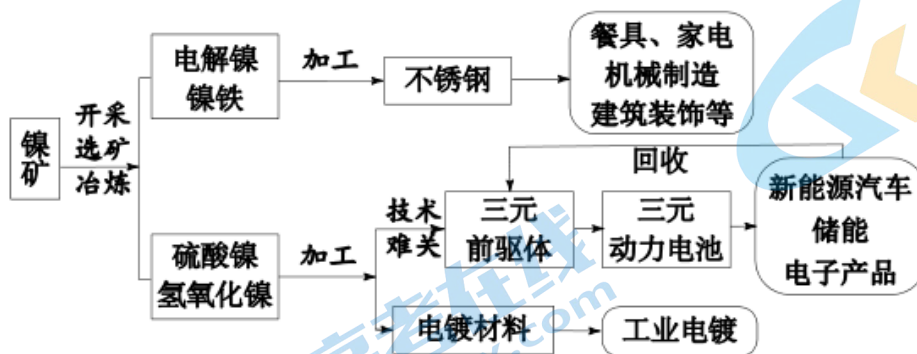 镍
矿
开采
选矿
冶炼
电解镍
镍铁
加工
不锈钢
餐具、家电
机械制造
建筑装饰等
硫酸镍
氢氧化镍
加工
技术
难关
三元
前驱体
回收
三元
动力电池
新能源汽车
储能
电子产品
电镀材料
工业电镀
高考在线